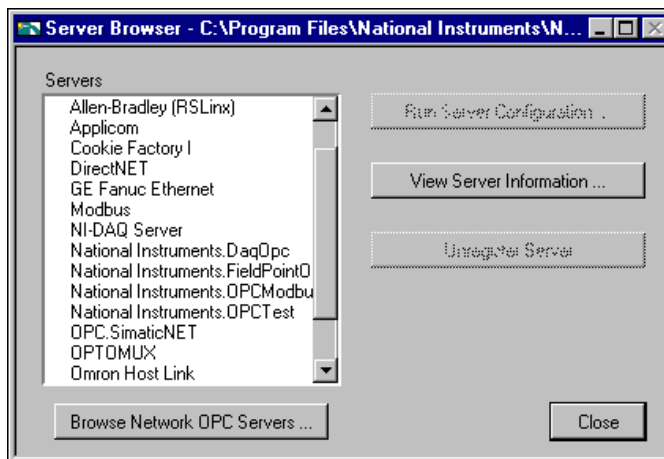 Server Browser - C:\Program Files\National Instruments\N...
Servers
Allen-Bradley (RSLinx)
Applicom
Cookie Factory I
DirectNET
GE Fanuc Ethernet
Modbus
NI-DAQ Server
National Instruments.DaqOpc
National Instruments.FieldPointO
National Instruments.OPCModbu
National Instruments.OPCTest
OPC.SimaticNET
OPTOMUX
Omron Host Link
Run Server Configuration ...
View Server Information ...
Unregister Server
Browse Network OPC Servers ...
Close